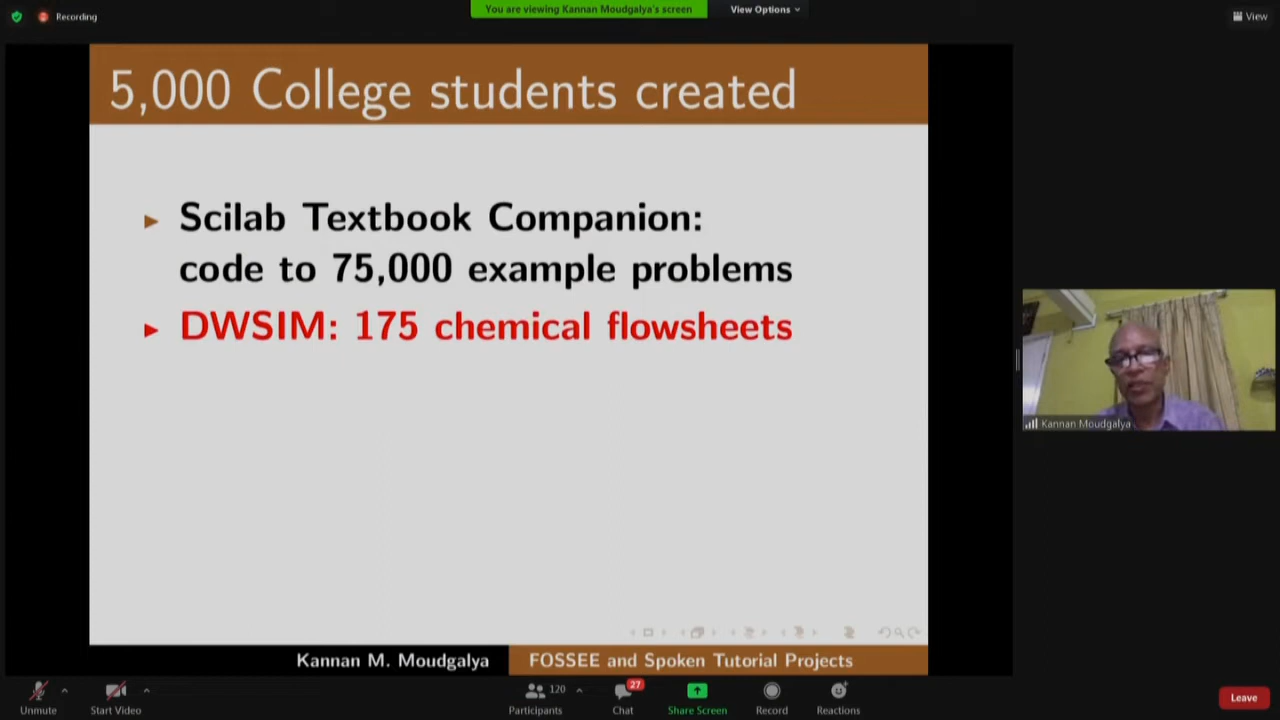 Recording
You are viewing Kannan Moudgalya's screen
View Options
View
5,000 College students created
Scilab Textbook Companion:
code to 75,000 example problems
DWSIM: 175 chemical flowsheets
Kannan Moudgalya
Kannan M. Moudgalya
FOSSEE and Spoken Tutorial Projects
Unmute
Start Video
120
Participants
27
Chat
Share Screen
Record
Reactions
Leave